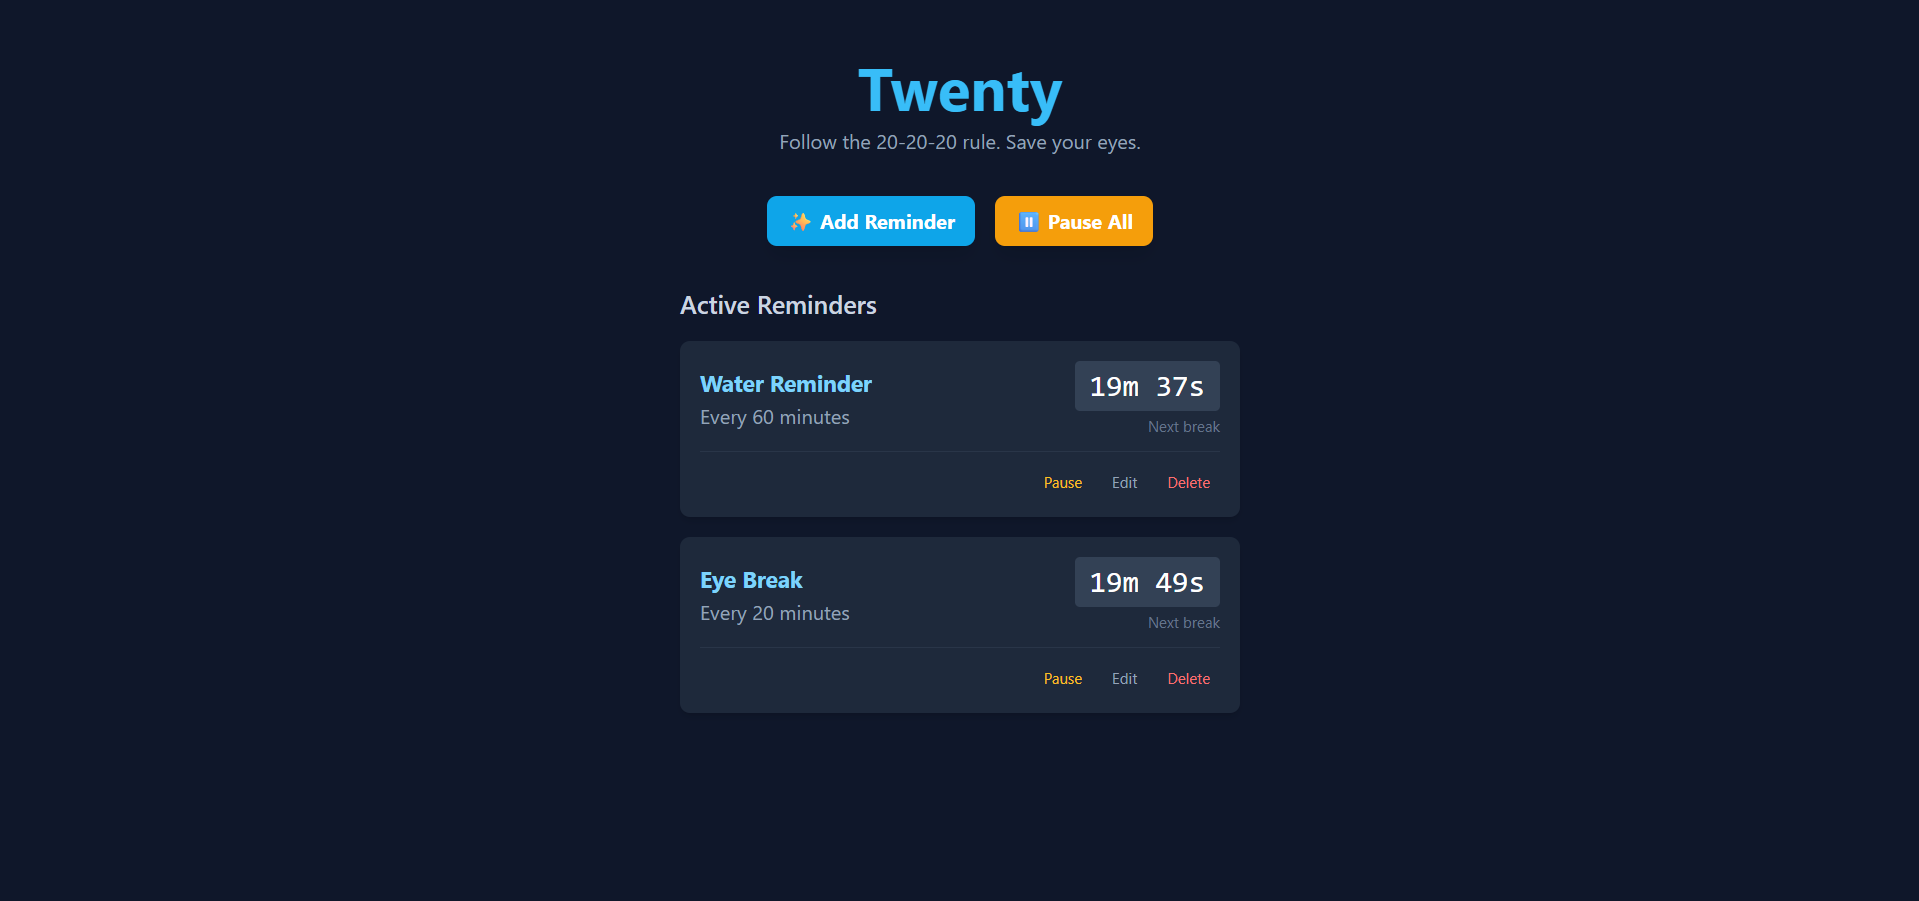 Twenty
Follow the 20-20-20 rule. Save your eyes.
✨ Add Reminder
⏸️ Pause All
Active Reminders
Water Reminder
19m 37s
Every 60 minutes
Next break
Pause
Edit
Delete
Eye Break
19m 49s
Every 20 minutes
Next break
Pause
Edit
Delete